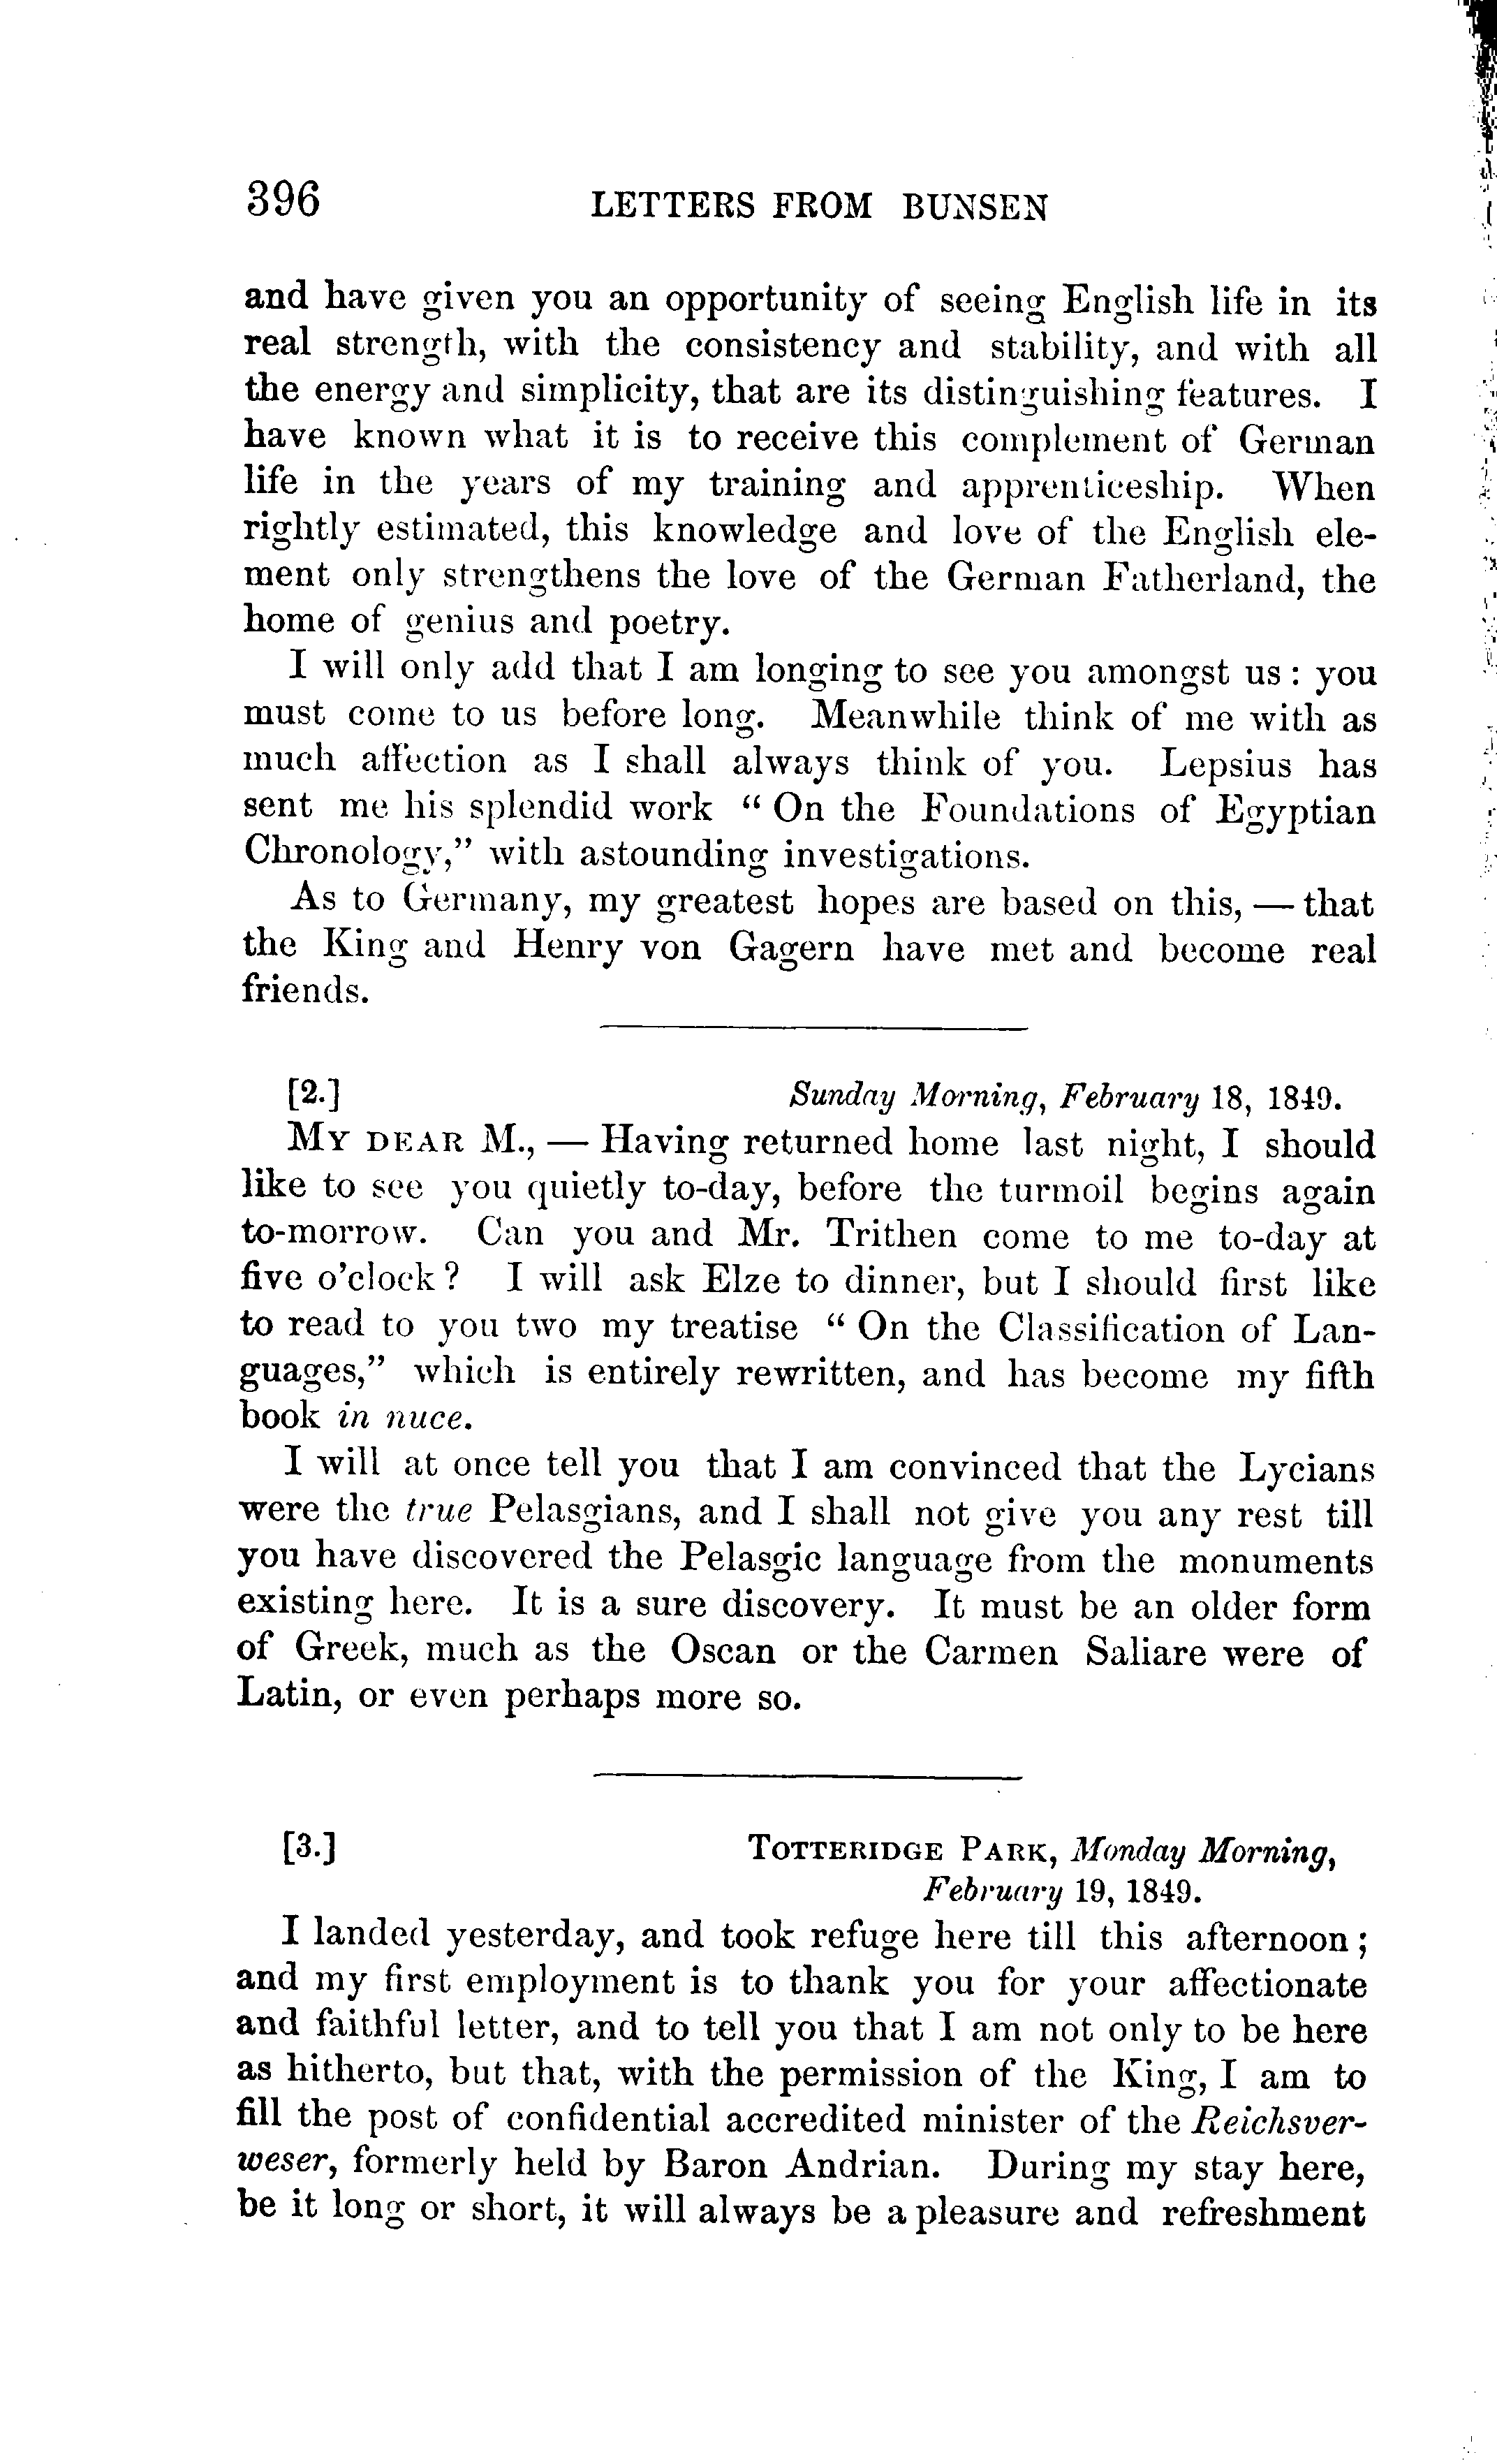 396 LETTERS FROM BUNSEN
and have given you an opportunity of seeing English life in its
real strength, with the consistency and stability, and with all
the energy and simplicity, that are its distinguishing features. I
have known what it is to receive this complement of German
life in the years of my training and apprenticeship. When
rightly estimated, this knowledge and love of the English ele-
ment only strengthens the love of the German Fatherland, the
home of genius and poetry.
I will only add that I am longing to see you amongst us : you
must come to us before long. Meanwhile think of me with as
much affection as I shall always think of you. Lepsius has
sent me his splendid work “ On the Foundations of Egyptian
Chronology,” with astounding investigations.
As to Germany, my greatest hopes are based on this, — that
the King and Henry von Gagern have met and become real
friends.
[2.] Sunday Morning, February 18, 1849.
MY DEAR M., — Having returned home last night, I should
like to see you quietly to-day, before the turmoil begins again
to-morrow. Can you and Mr. Trithen come to me to-day at
five o’clock ? I will ask Elze to dinner, but I should first like
to read to you two my treatise “ On the Classification of Lan-
guages,” which is entirely rewritten, and has become my fifth
book in nuce.
I will at once tell you that I am convinced that the Lycians
were the true Pelasgians, and I shall not give you any rest till
you have discovered the Pelasgic language from the monuments
existing here. It is a sure discovery. It must be an older form
of Greek, much as the Oscan or the Carmen Saliare were of
Latin, or even perhaps more so.
[3.] TOTTERIDGE PARK, Monday Morning,
February 19, 1849.
I landed yesterday, and took refuge here till this afternoon ;
and my first employment is to thank you for your affectionate
and faithful letter, and to tell you that I am not only to be here
as hitherto, but that, with the permission of the King, I am to
fill the post of confidential accredited minister of the Reichsver-
weser, formerly held by Baron Andrian. During my stay here,
be it long or short, it will always be a pleasure and refreshment